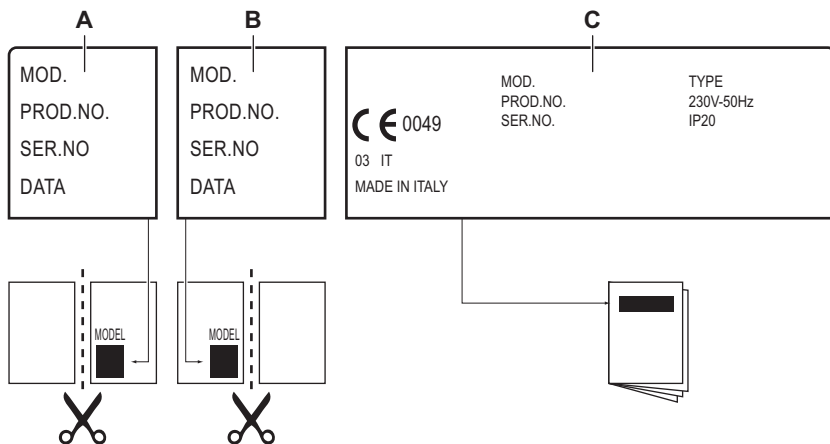 A
B
C
MOD.
PROD.NO.
SER.NO
DATA
MOD.
PROD.NO.
SER.NO
DATA
CE 0049
03 IT
MADE IN ITALY
MOD.
PROD.NO.
SER.NO.
TYPE
230V-50Hz
IP20
MODEL
MODEL